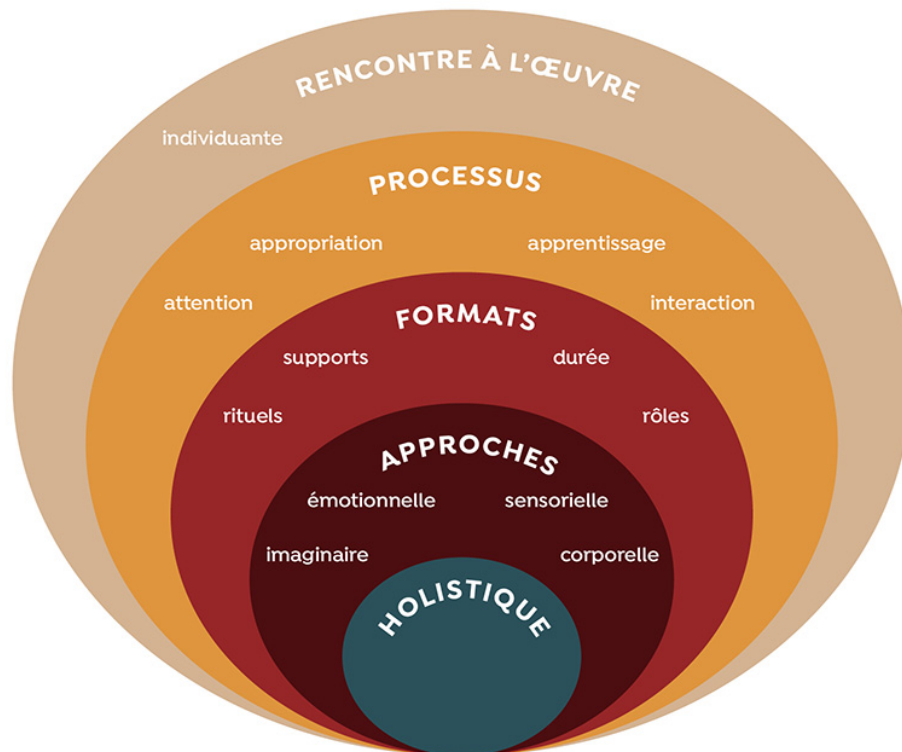 RENCONTRE À L'ŒUVRE
individuante
PROCESSUS
appropriation apprentissage
attention interaction
FORMATS
supports durée
rituels rôles
APPROCHES
émotionnelle sensorielle
imaginaire corporelle
HOLISTIQUE